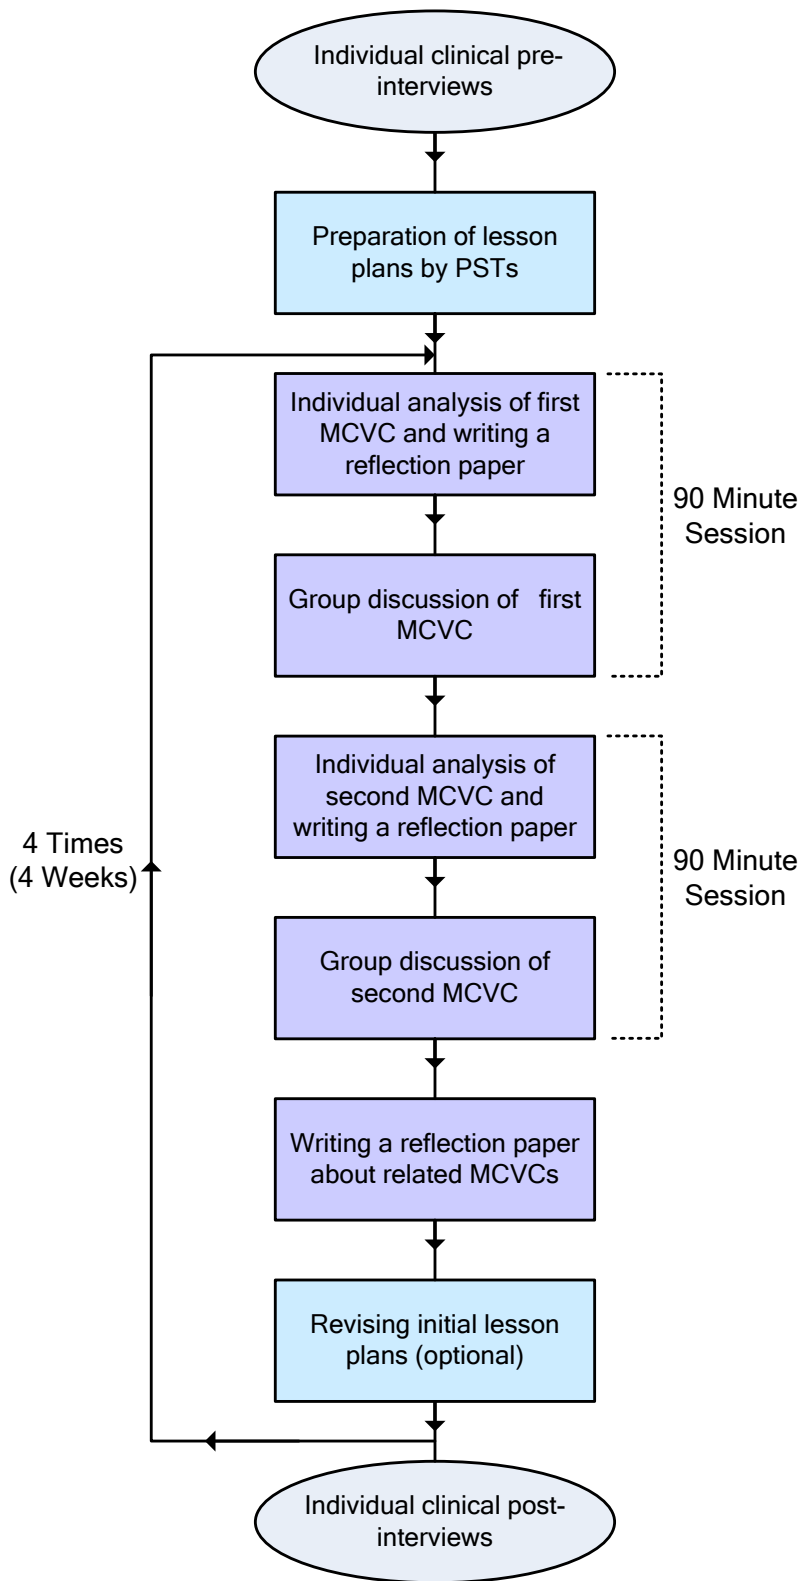 Individual clinical pre-
interviews
Preparation of lesson
plans by PSTs
Individual analysis of first
MCVC and writing a
reflection paper
90 Minute
Session
Group discussion of first
MCVC
Individual analysis of
second MCVC and
writing a reflection paper
4 Times
(4 Weeks)
90 Minute
Session
Group discussion of
second MCVC
Writing a reflection paper
about related MCVCs
Revising initial lesson
plans (optional)
Individual clinical post-
interviews